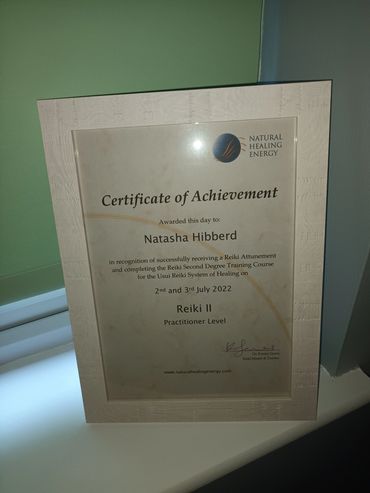 NATURAL
HEALING
ENERGY
Certificate of Achievement
Awarded this day to:
Natasha Hibberd
in recognition of successfully receiving a Reiki Attunement
and completing the Reiki Second Degree Training Course
for the Usui Reiki System of Healing on
2nd and 3rd July 2022
Reiki II
Practitioner Level
www.naturalhealingenergy.com